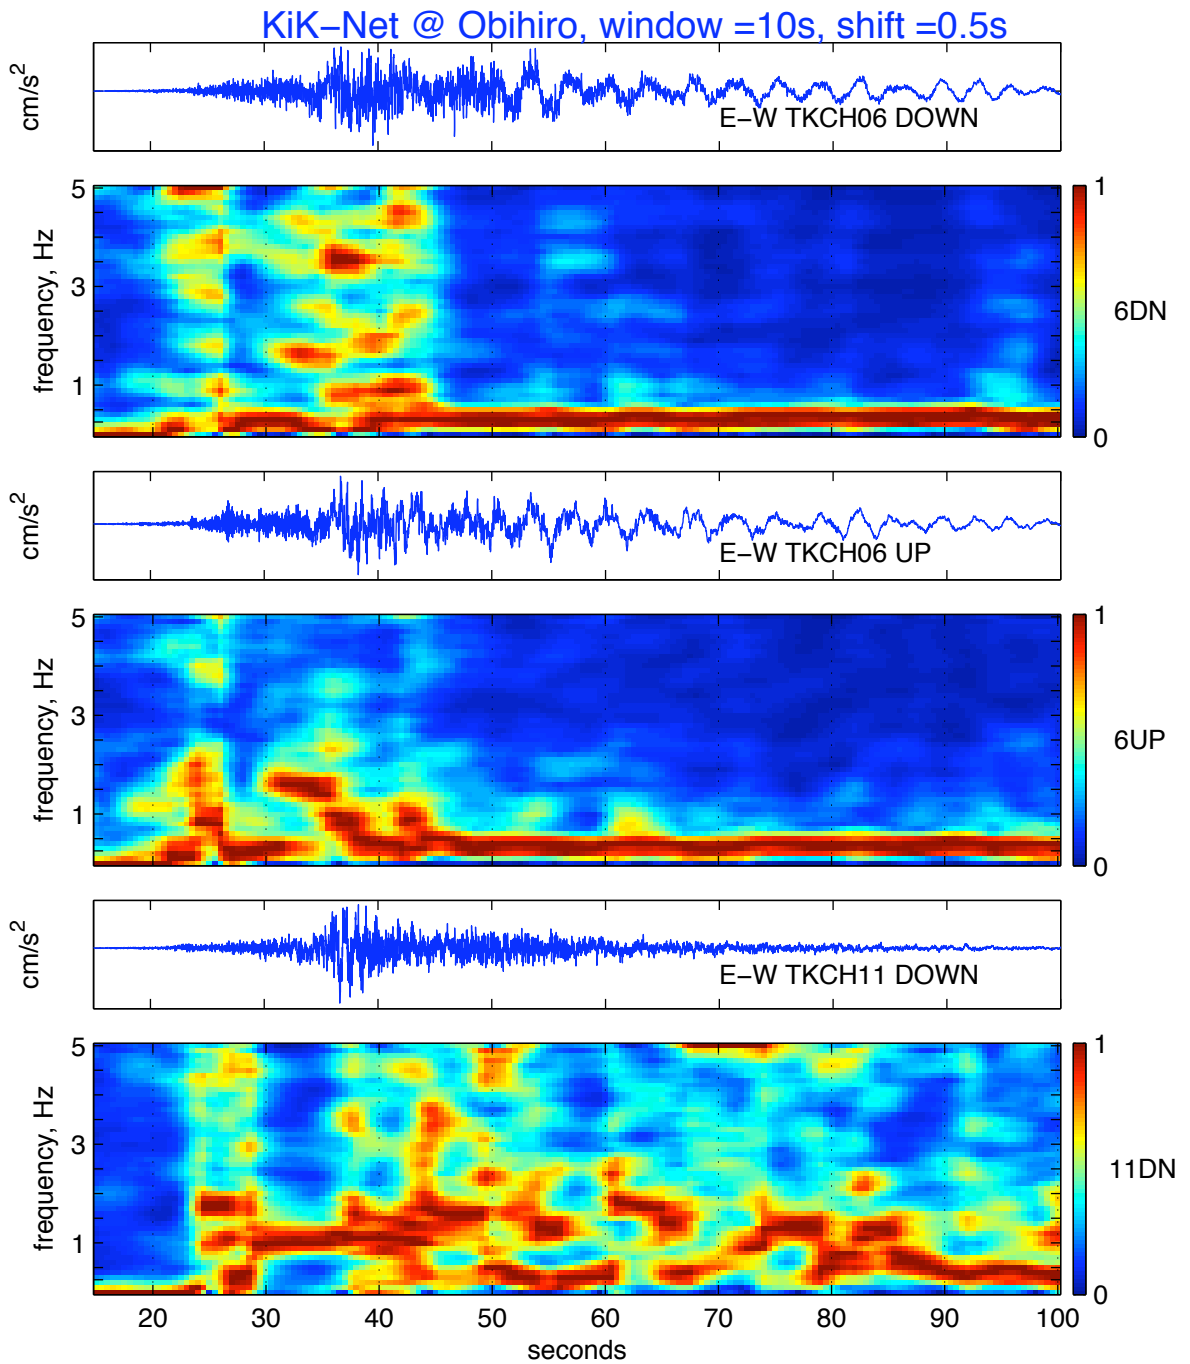 KiK−Net @ Obihiro, window =10s, shift =0.5s
cm/s²
E−W TKCH06 DOWN
5
3
1
frequency, Hz
1
0
6DN
cm/s²
E−W TKCH06 UP
5
3
1
frequency, Hz
1
0
6UP
cm/s²
E−W TKCH11 DOWN
5
3
1
frequency, Hz
1
0
11DN
20 30 40 50 60 70 80 90 100
seconds